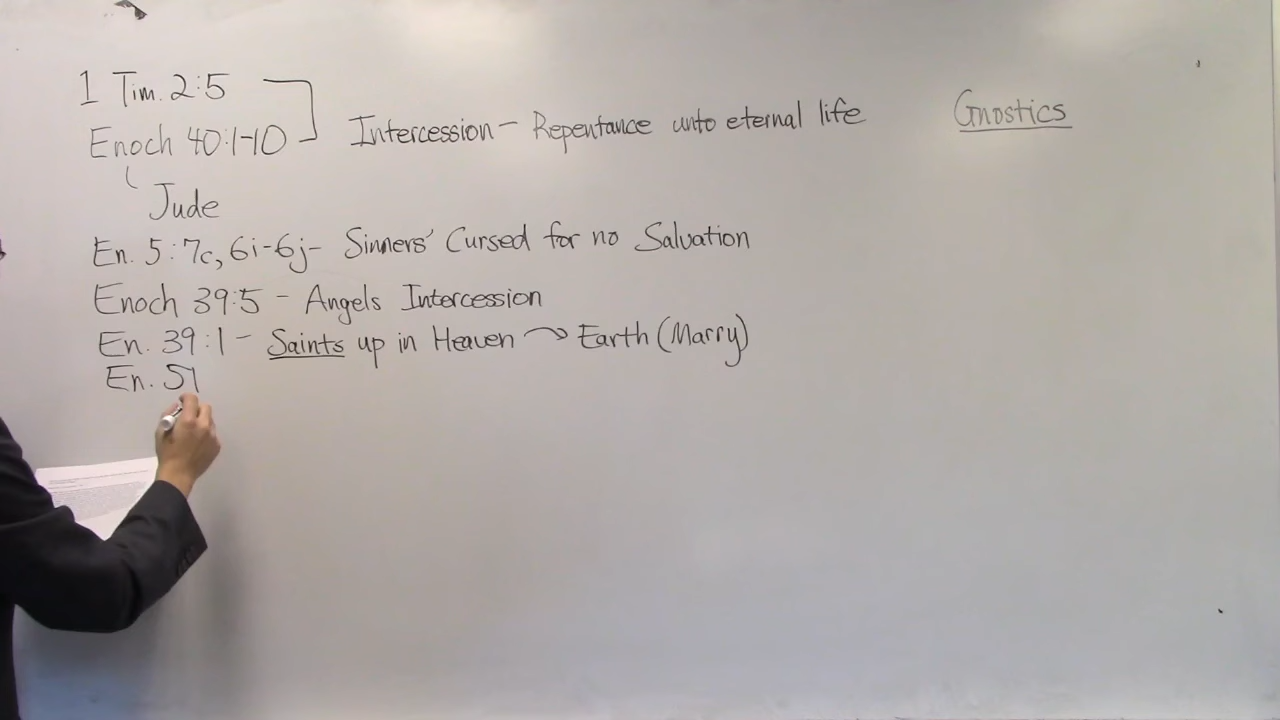 1 Tim. 2:5
Enoch 40:1-10
Intercession - Repentance unto eternal life
Gnostics
Jude
En. 5:7c, 6i-6j- Sinners' Cursed for no Salvation
Enoch 39:5 - Angels Intercession
En. 39:1 - Saints up in Heaven → Earth (Marry)
En. 51